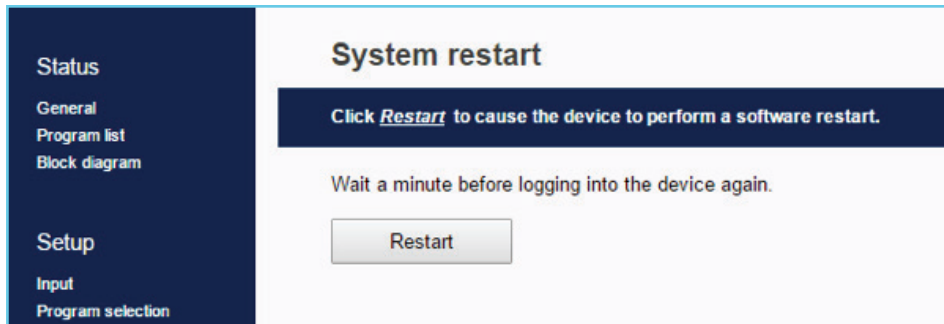 Status
General
Program list
Block diagram
Setup
Input
Program selection
System restart
Click Restart to cause the device to perform a software restart.
Wait a minute before logging into the device again.
Restart